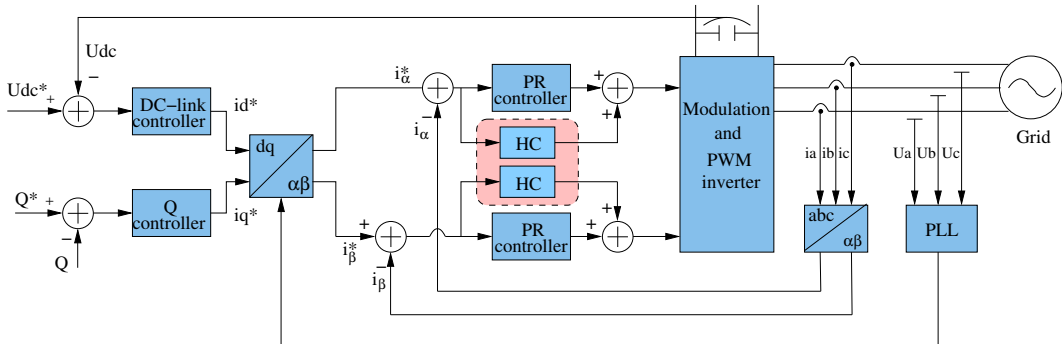 Udc
−
Udc*
+
DC−link
controller
id*
Q*
+
−
Q
Q
controller
iq*
dq
αβ
i*α
−
iα
i*β
+
−
iβ
PR
controller
+
+
HC
HC
+
PR
controller
+
Modulation
and
PWM
inverter
ia ib ic
Ua Ub Uc
Grid
abc
αβ
PLL